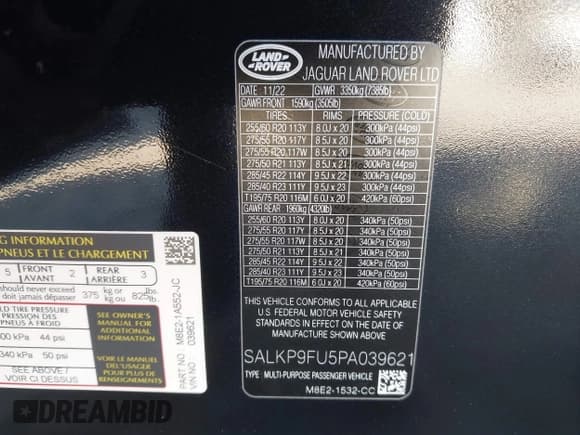 LAND ROVER
MANUFACTURED BY
JAGUAR LAND ROVER LTD
DATE 11/22 GVWR 3350kg (7385lb)
GAWR FRONT 1590kg (3505lb)
TIRES RIMS PRESSURE (COLD)
255/60 R20 113Y 8.0J x 20 300kPa (44psi)
275/55 R20 117Y 8.5J x 20 300kPa (44psi)
275/55 R20 117W 8.5J x 20 300kPa (44psi)
275/50 R21 113Y 8.5J x 21 300kPa (44psi)
285/45 R22 114Y 9.5J x 22 300kPa (44psi)
285/40 R23 111Y 9.5J x 23 300kPa (44psi)
T195/75 R20 116M 6.0J x 20 420kPa (60psi)
GAWR REAR 1960kg (4320lb)
255/60 R20 113Y 8.0J x 20 340kPa (50psi)
275/55 R20 117Y 8.5J x 20 340kPa (50psi)
275/55 R20 117W 8.5J x 20 340kPa (50psi)
275/50 R21 113Y 8.5J x 21 340kPa (50psi)
285/45 R22 114Y 9.5J x 22 340kPa (50psi)
285/40 R23 111Y 9.5J x 23 340kPa (50psi)
T195/75 R20 116M 6.0J x 20 420kPa (60psi)
THIS VEHICLE CONFORMS TO ALL APPLICABLE
U.S. FEDERAL MOTOR VEHICLE SAFETY
STANDARDS IN EFFECT ON THE DATE OF
MANUFACTURE SHOWN ABOVE.
SALKP9FU5PA039621
TYPE MULTI-PURPOSE PASSENGER VEHICLE
M8E2-1532-CC
INFORMATION
PNEUS ET LE CHARGEMENT
5 FRONT AVANT 2 REAR ARRIÈRE 3
should never exceed
doit jamais dépasser 375 kg or kg ou 825 lbs. lb.
TIRE PRESSURE
SEE OWNER'S
MANUAL FOR
ADDITIONAL
INFORMATION
PRESSION DES
PNEUS À FROID
00 kPa 44 psi
340 kPa 50 psi
VOIR LE MANUEL
DEL'USAGER
POUR PLUS DE
RENSEIGNEMENTS
SEE ABOVE /
VOIR CI DESSUS
PART NO. M8E2-1A552-JC
VIN NO 039621
DREAMBID